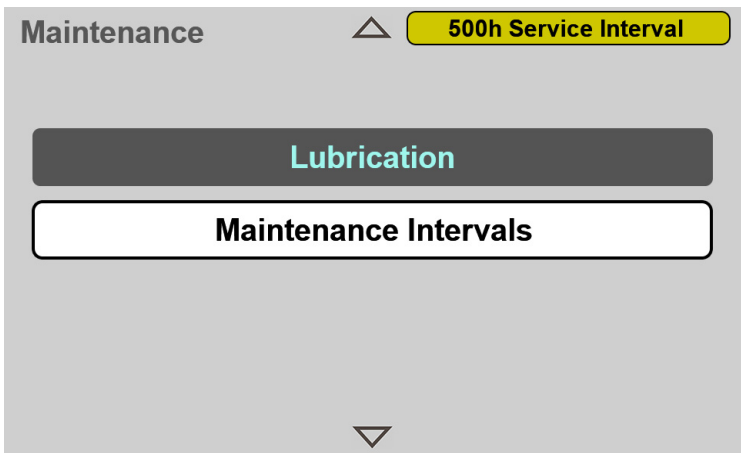 Maintenance
500h Service Interval
Lubrication
Maintenance Intervals